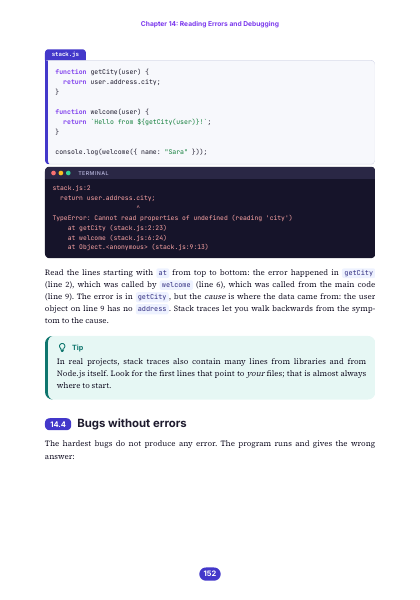 Chapter 14: Reading Errors and Debugging
stack.js
function getCity(user) {
  return user.address.city;
}
function welcome(user) {
  return `Hello from ${getCity(user)}!`;
}
console.log(welcome({ name: "Sara" }));
TERMINAL
stack.js:2
  return user.address.city;
                     ^
TypeError: Cannot read properties of undefined (reading 'city')
    at getCity (stack.js:2:23)
    at welcome (stack.js:6:24)
    at Object.<anonymous> (stack.js:9:13)
Read the lines starting with at from top to bottom: the error happened in getCity
(line 2), which was called by welcome (line 6), which was called from the main code
(line 9). The error is in getCity, but the cause is where the data came from: the user
object on line 9 has no address. Stack traces let you walk backwards from the symp-
tom to the cause.
Tip
In real projects, stack traces also contain many lines from libraries and from
Node.js itself. Look for the first lines that point to your files; that is almost always
where to start.
14.4 Bugs without errors
The hardest bugs do not produce any error. The program runs and gives the wrong
answer:
152